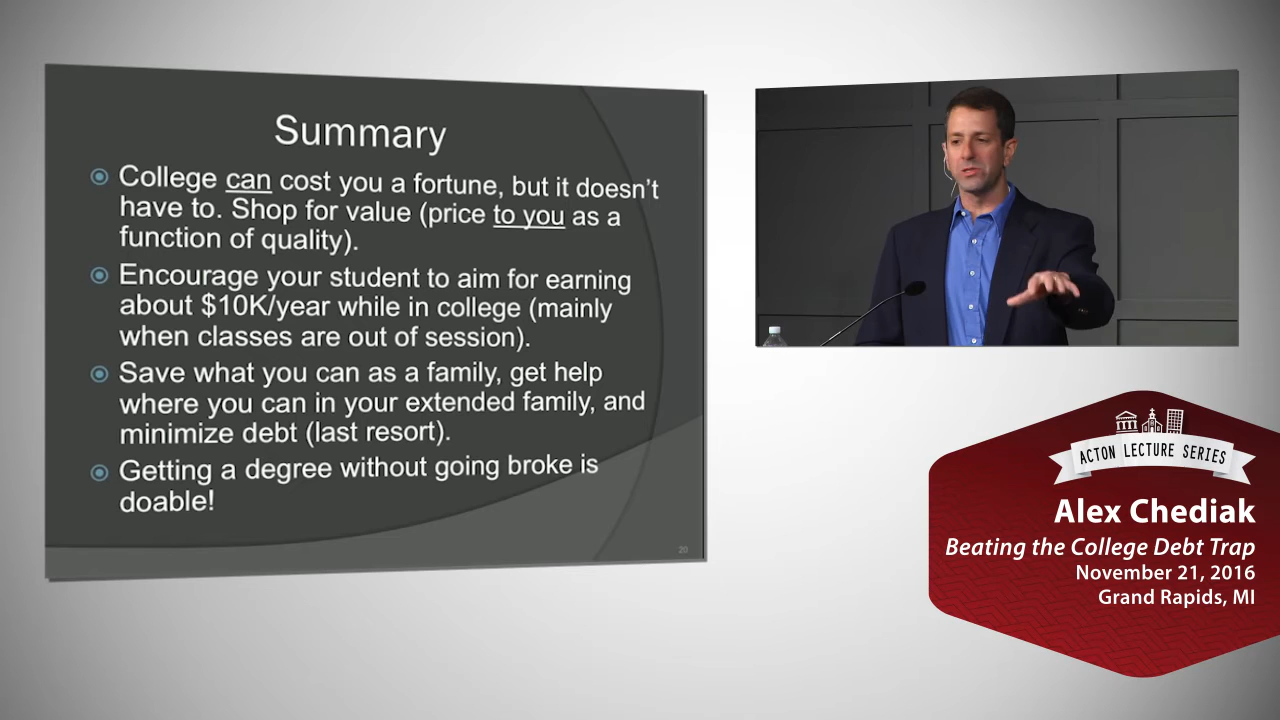 Summary
College can cost you a fortune, but it doesn't
have to. Shop for value (price to you as a
function of quality).
Encourage your student to aim for earning
about $10K/year while in college (mainly
when classes are out of session).
Save what you can as a family, get help
where you can in your extended family, and
minimize debt (last resort).
Getting a degree without going broke is
doable!
20
ACTON LECTURE SERIES
Alex Chediak
Beating the College Debt Trap
November 21, 2016
Grand Rapids, MI